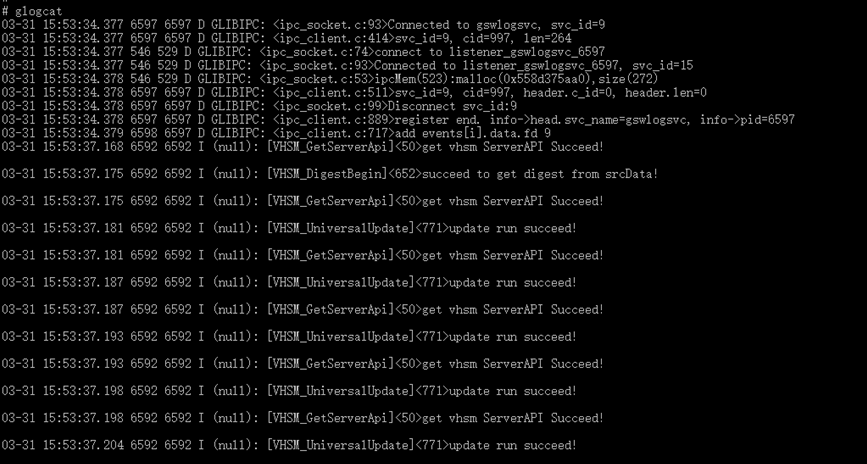 # glogcat
03-31 15:53:34.377 6597 6597 D GLIBIPC: <ipc_socket.c:93>Connected to gswlogsvc, svc_id=9
03-31 15:53:34.377 6597 6597 D GLIBIPC: <ipc_client.c:414>svc_id=9, cid=997, len=264
03-31 15:53:34.377 546 529 D GLIBIPC: <ipc_socket.c:74>connect to listener_gswlogsvc_6597
03-31 15:53:34.377 546 529 D GLIBIPC: <ipc_socket.c:93>Connected to listener_gswlogsvc_6597, svc_id=15
03-31 15:53:34.378 546 529 D GLIBIPC: <ipc_socket.c:53>ipcMem(523):malloc(0x558d375aa0),size(272)
03-31 15:53:34.378 6597 6597 D GLIBIPC: <ipc_client.c:511>svc_id=9, cid=997, header.c_id=0, header.len=0
03-31 15:53:34.378 6597 6597 D GLIBIPC: <ipc_socket.c:99>Disconnect svc_id:9
03-31 15:53:34.378 6597 6597 D GLIBIPC: <ipc_client.c:889>register end. info->head.svc_name=gswlogsvc, info->pid=6597
03-31 15:53:34.379 6598 6597 D GLIBIPC: <ipc_client.c:717>add events[i].data.fd 9
03-31 15:53:37.168 6592 6592 I (null): [VHSM_GetServerApi]<50>get vhsm ServerAPI Succeed!
03-31 15:53:37.175 6592 6592 I (null): [VHSM_DigestBegin]<652>succeed to get digest from srcData!
03-31 15:53:37.175 6592 6592 I (null): [VHSM_GetServerApi]<50>get vhsm ServerAPI Succeed!
03-31 15:53:37.181 6592 6592 I (null): [VHSM_UniversalUpdate]<771>update run succeed!
03-31 15:53:37.181 6592 6592 I (null): [VHSM_GetServerApi]<50>get vhsm ServerAPI Succeed!
03-31 15:53:37.187 6592 6592 I (null): [VHSM_UniversalUpdate]<771>update run succeed!
03-31 15:53:37.187 6592 6592 I (null): [VHSM_GetServerApi]<50>get vhsm ServerAPI Succeed!
03-31 15:53:37.193 6592 6592 I (null): [VHSM_UniversalUpdate]<771>update run succeed!
03-31 15:53:37.193 6592 6592 I (null): [VHSM_GetServerApi]<50>get vhsm ServerAPI Succeed!
03-31 15:53:37.198 6592 6592 I (null): [VHSM_UniversalUpdate]<771>update run succeed!
03-31 15:53:37.198 6592 6592 I (null): [VHSM_GetServerApi]<50>get vhsm ServerAPI Succeed!
03-31 15:53:37.204 6592 6592 I (null): [VHSM_UniversalUpdate]<771>update run succeed!